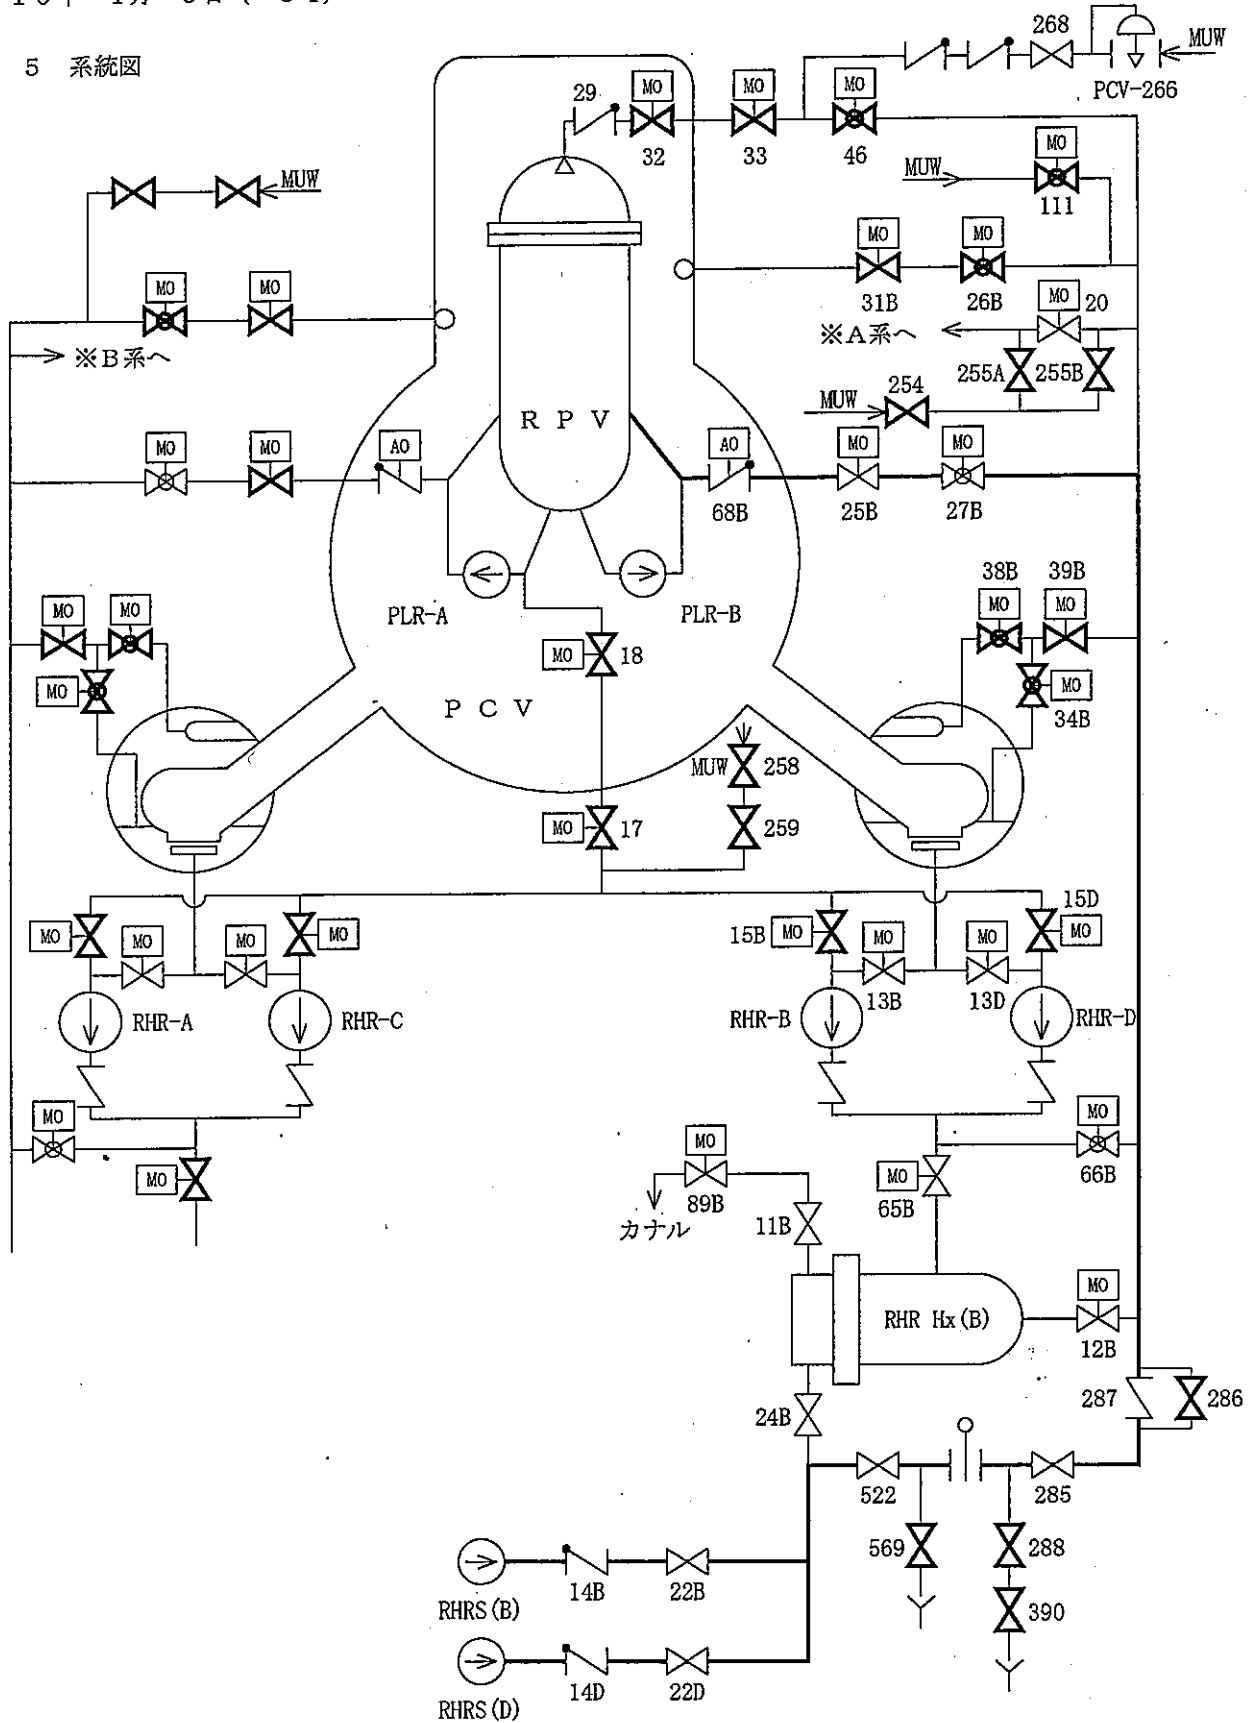 5 系統図
268
MUW
PCV-266
29
MO
MO
MO
32
33
46
MUW
MO
111
MUW
MO
MO
31B
26B
MO
MO
MO
20
※A系へ
※B系へ
255A
255B
MUW
254
R P V
MO
MO
AO
AO
MO
MO
68B
25B
27B
PLR-A
PLR-B
38B
39B
MO
MO
MO
MO
MO
18
MO
MO
34B
P C V
MUW
258
MO
17
259
MO
MO
MO
MO
15B
MO
MO
MO
15D
MO
13B
13D
RHR-A
RHR-C
RHR-B
RHR-D
MO
MO
MO
MO
MO
66B
89B
カナル
11B
65B
RHR Hx(B)
MO
12B
287
286
24B
522
285
569
288
14B
22B
RHRS(B)
390
14D
22D
RHRS(D)